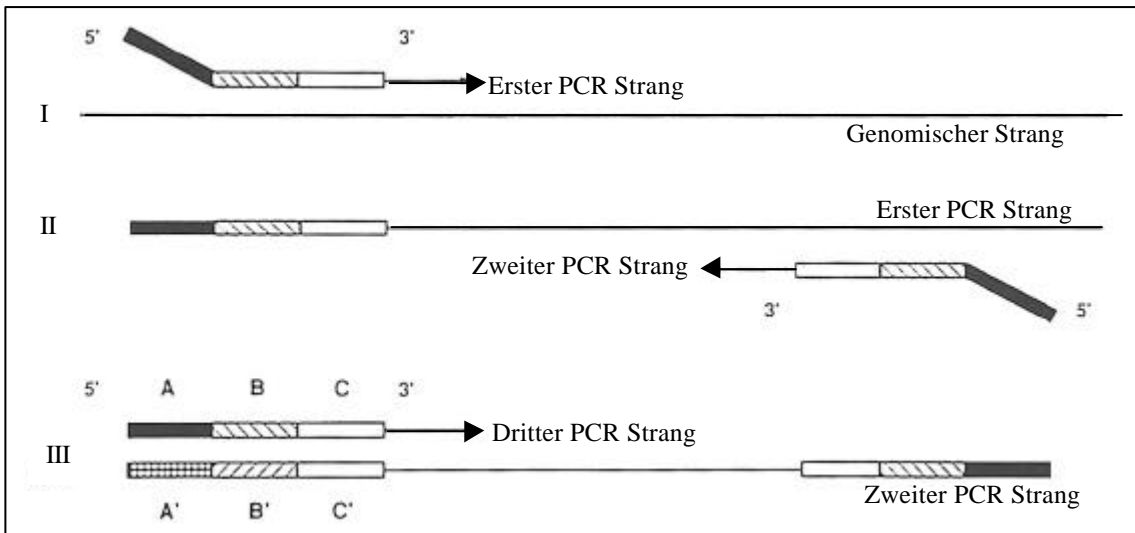 5' 3'
Erster PCR Strang
I
Genomischer Strang
Erster PCR Strang
II
Zweiter PCR Strang
3' 5'
5' A B C 3'
Dritter PCR Strang
III
Zweiter PCR Strang
A' B' C'